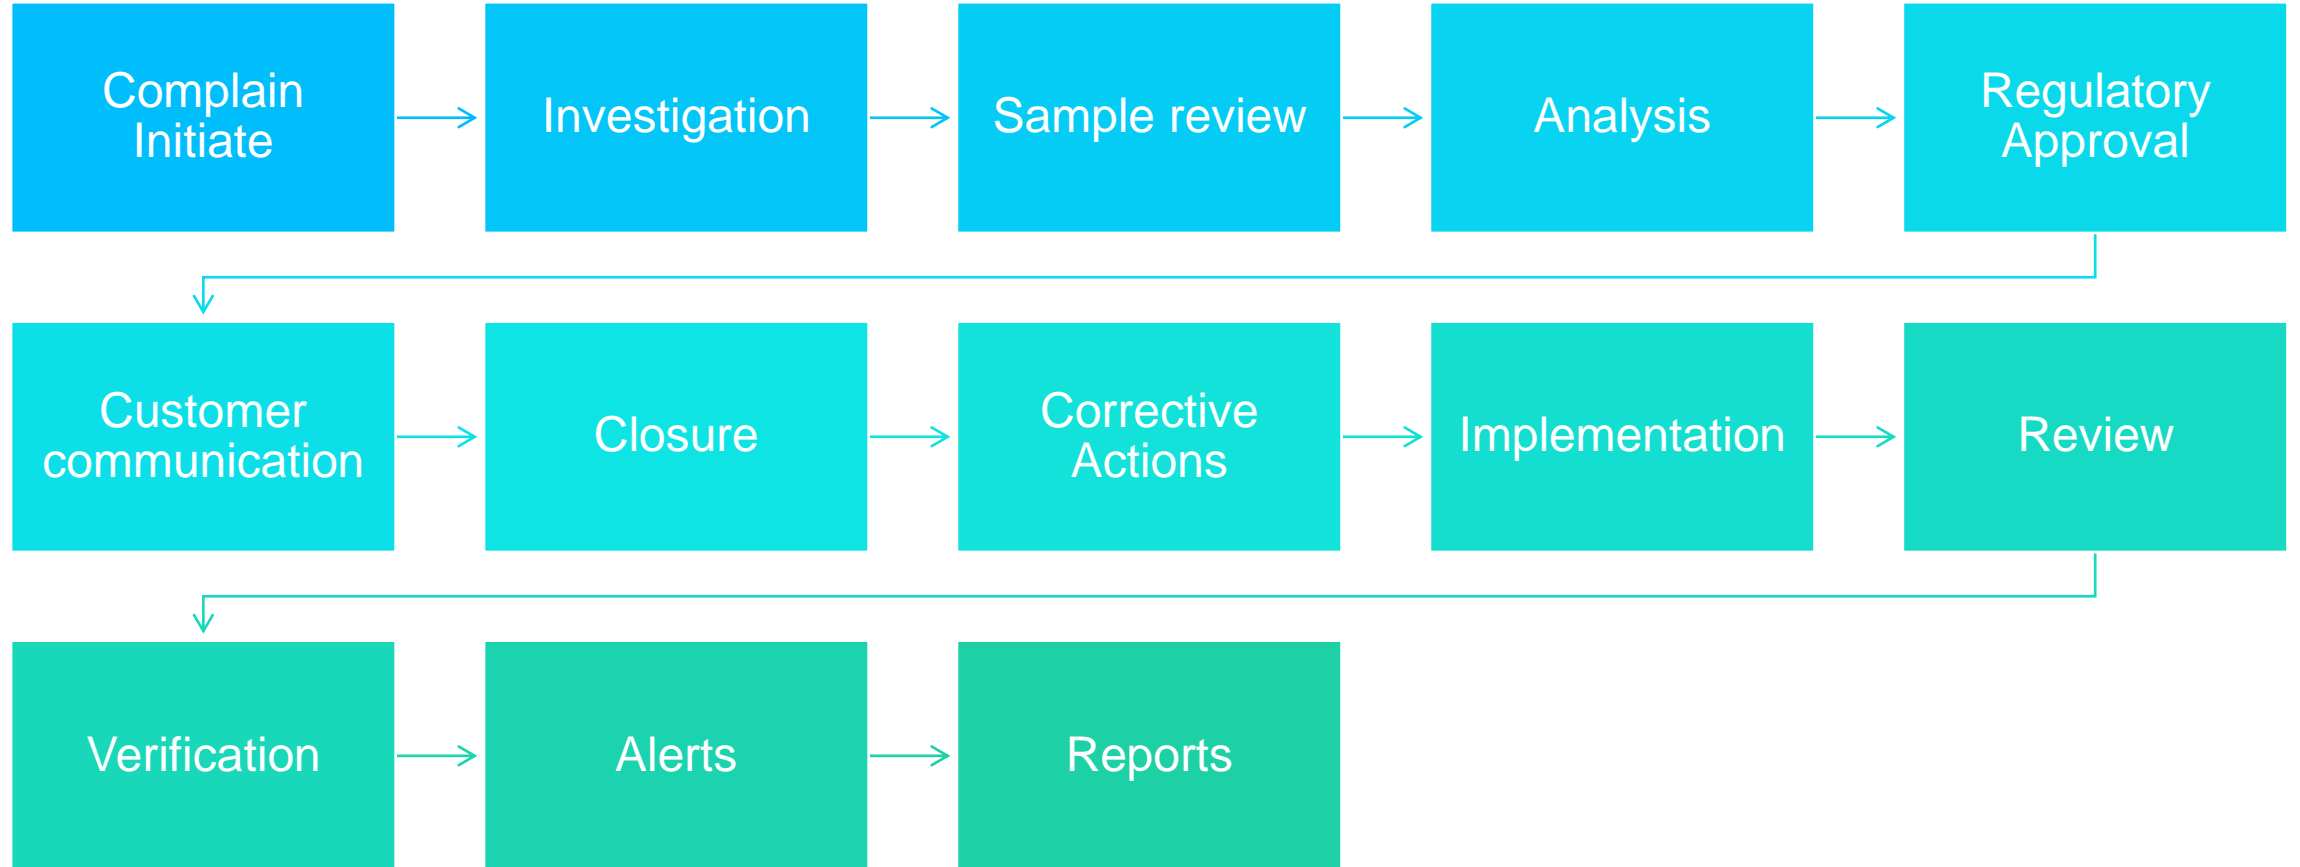 Complain
Initiate
Investigation
Sample review
Analysis
Regulatory
Approval
Customer
communication
Closure
Corrective
Actions
Implementation
Review
Verification
Alerts
Reports